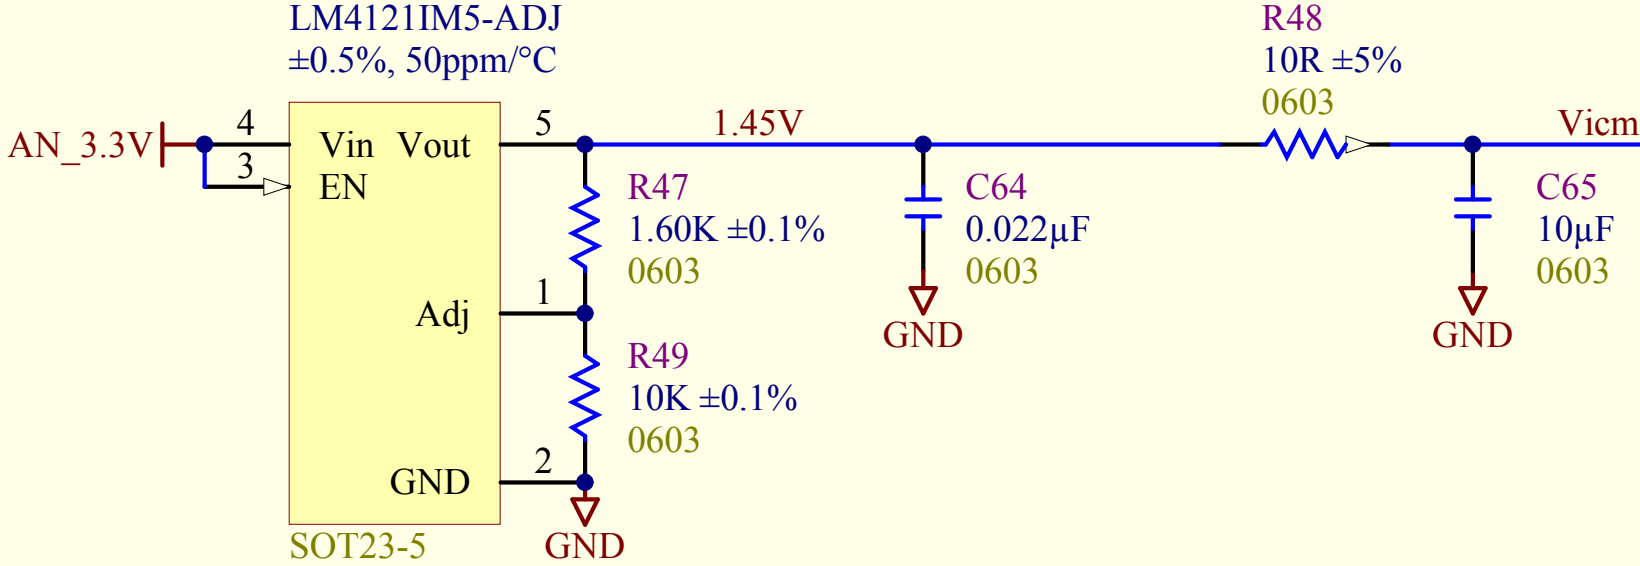 LM4121IM5-ADJ
±0.5%, 50ppm/°C
R48
10R ±5%
0603
AN_3.3V
4
Vin
Vout
5
1.45V
Vicm
3
EN
R47
1.60K ±0.1%
0603
C64
0.022µF
0603
C65
10µF
0603
Adj
1
GND
GND
R49
10K ±0.1%
0603
GND
2
SOT23-5
GND